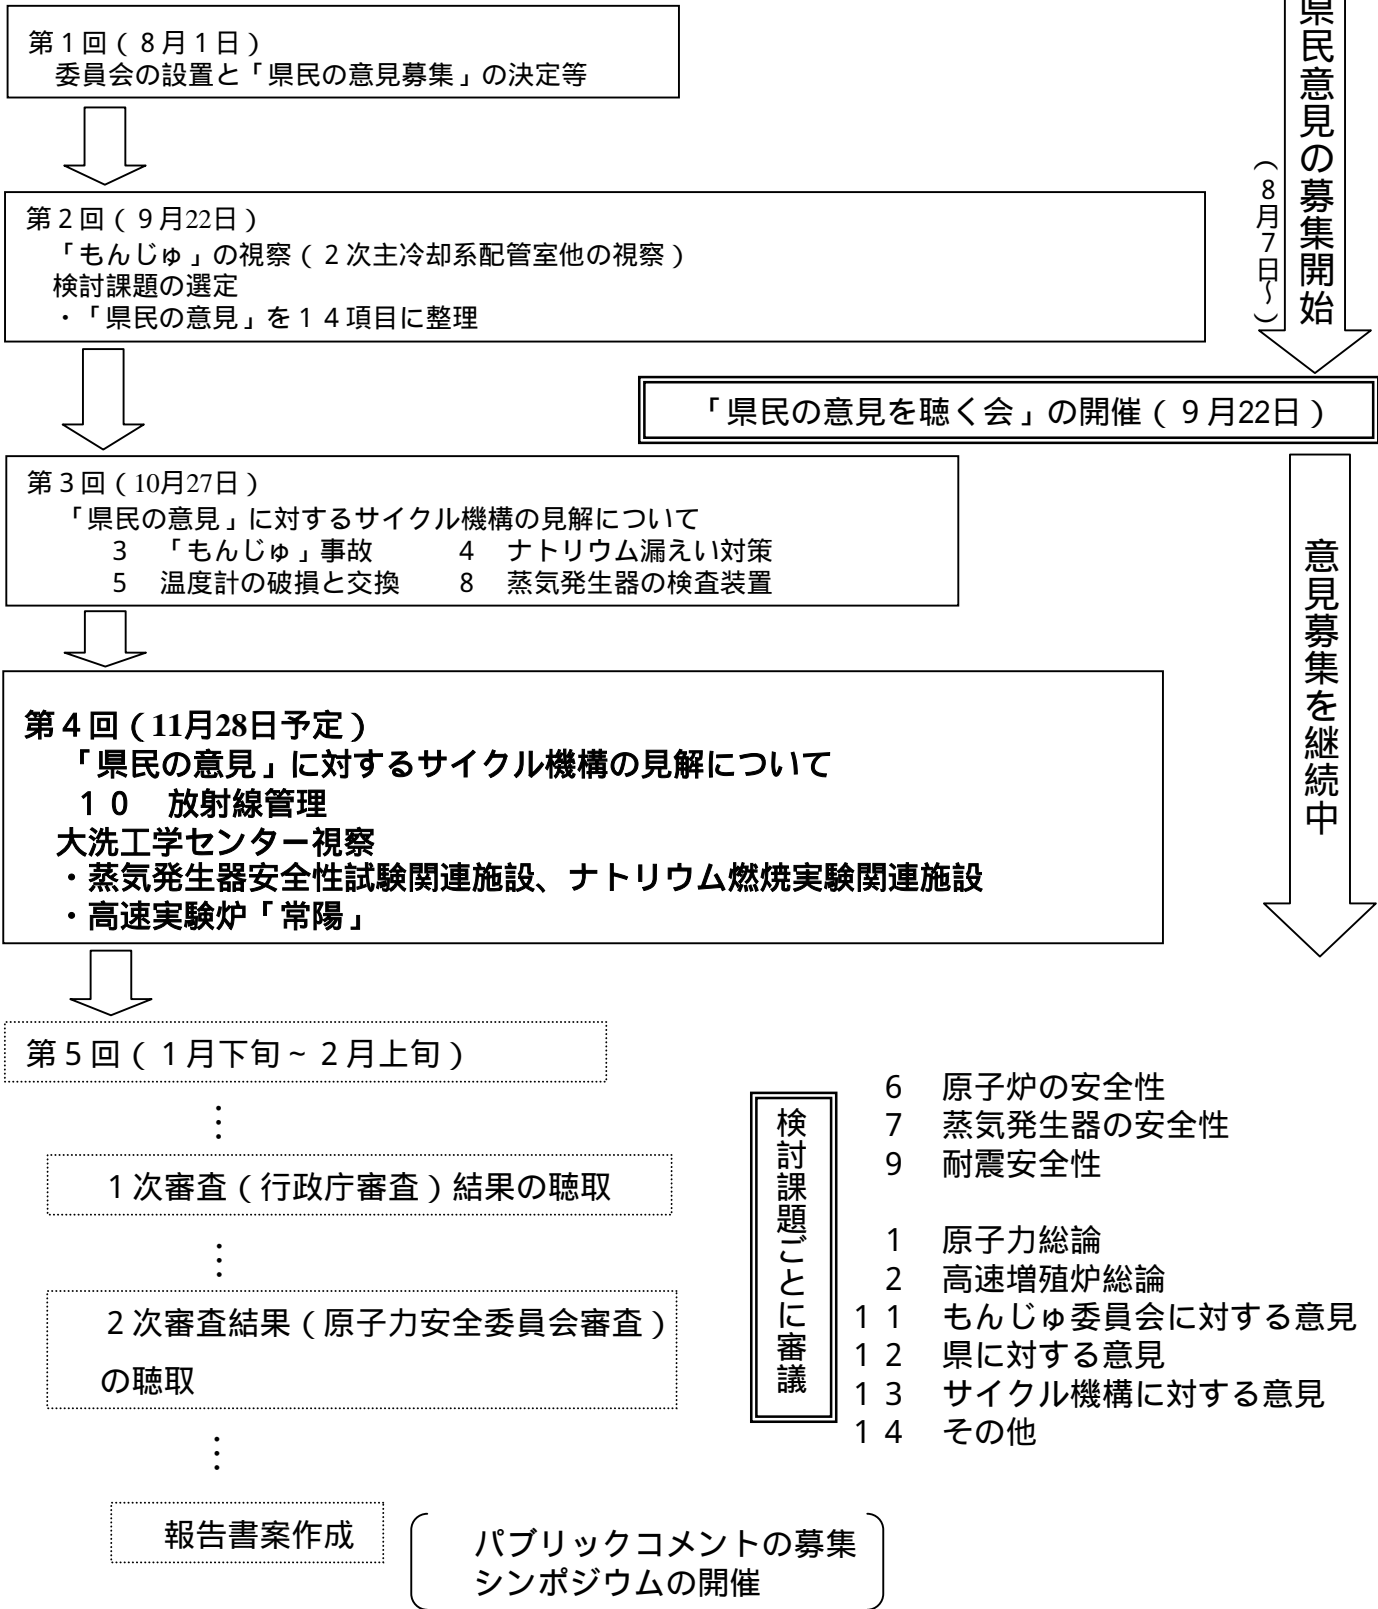 第１回（８月１日）
委員会の設置と「県民の意見募集」の決定等
県民意見の募集開始
（８月７日〜）
第２回（９月22日）
「もんじゅ」の視察（２次主冷却系配管室他の視察）
検討課題の選定
・「県民の意見」を１４項目に整理
「県民の意見を聴く会」の開催（９月22日）
第３回（10月27日）
「県民の意見」に対するサイクル機構の見解について
３　「もんじゅ」事故　　４　ナトリウム漏えい対策
５　温度計の破損と交換　　８　蒸気発生器の検査装置
意見募集を継続中
第４回（11月28日予定）
「県民の意見」に対するサイクル機構の見解について
１０　放射線管理
大洗工学センター視察
・蒸気発生器安全性試験関連施設、ナトリウム燃焼実験関連施設
・高速実験炉「常陽」
第５回（１月下旬～２月上旬）
⋮
１次審査（行政庁審査）結果の聴取
⋮
２次審査結果（原子力安全委員会審査）
の聴取
⋮
検討課題ごとに審議
６　原子炉の安全性
７　蒸気発生器の安全性
９　耐震安全性
１　原子力総論
２　高速増殖炉総論
１１　もんじゅ委員会に対する意見
１２　県に対する意見
１３　サイクル機構に対する意見
１４　その他
報告書案作成
パブリックコメントの募集
シンポジウムの開催